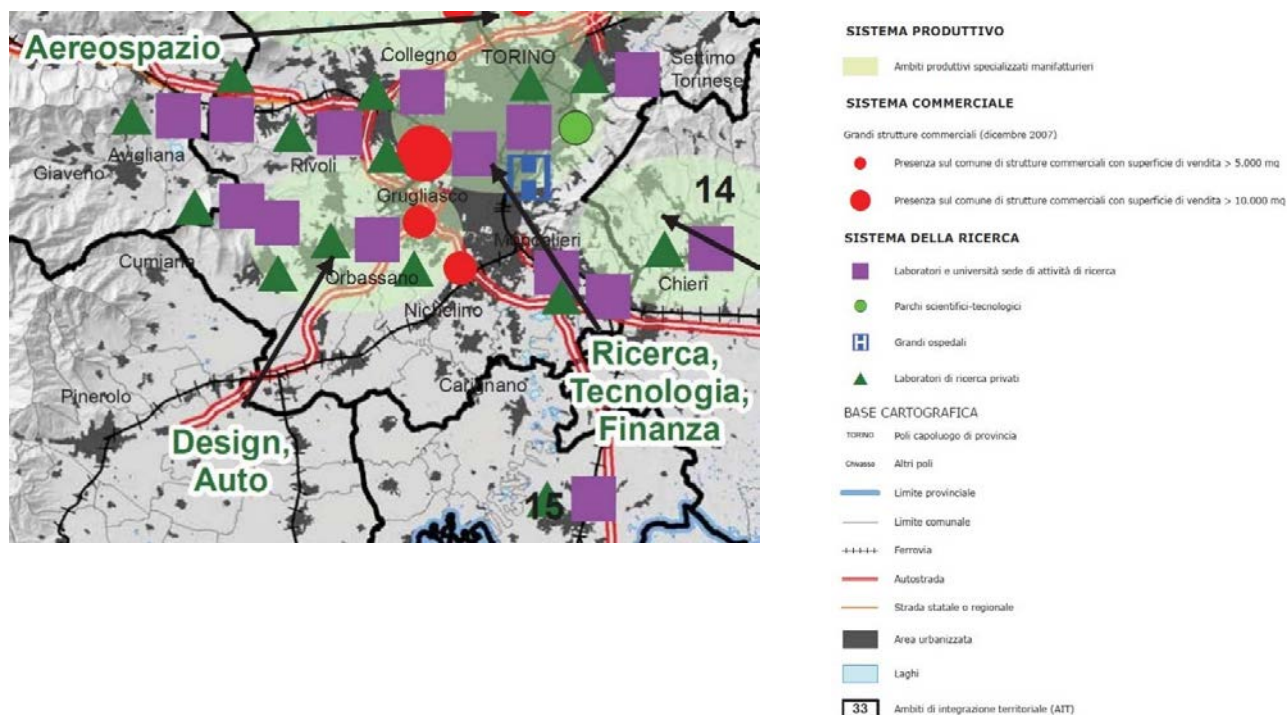 Aereospazio
Collegno
TORINO
Settimo
Torinese
Avigliana
Giaveno
Rivoli
Grugliasco
14
Moncalieri
Cumiana
Orbassano
Chieri
Nichelino
Ricerca,
Tecnologia,
Finanza
Pinerolo
Carignano
Design,
Auto
15
SISTEMA PRODUTTIVO
Ambiti produttivi specializzati manifatturieri
SISTEMA COMMERCIALE
Grandi strutture commerciali (dicembre 2007)
Presenza sul comune di strutture commerciali con superficie di vendita > 5.000 mq
Presenza sul comune di strutture commerciali con superficie di vendita > 10.000 mq
SISTEMA DELLA RICERCA
Laboratori e università sede di attività di ricerca
Parchi scientifici-tecnologici
H Grandi ospedali
Laboratori di ricerca privati
BASE CARTOGRAFICA
TORINO Poli capoluogo di provincia
Chivasso Altri poli
Limite provinciale
Limite comunale
Ferrovia
Autostrada
Strada statale o regionale
Area urbanizzata
Laghi
33 Ambiti di integrazione territoriale (AIT)